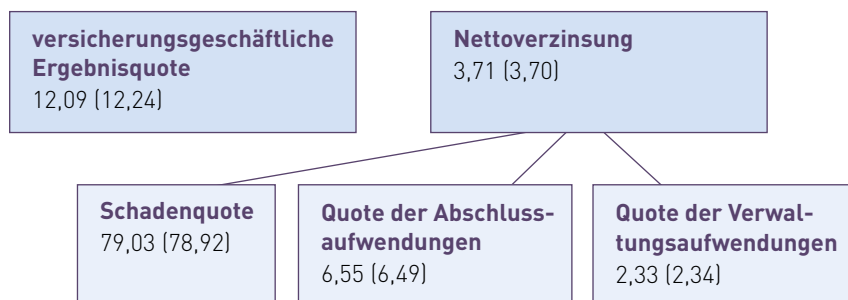 versicherungsgeschäftliche
Ergebnisquote
12,09 (12,24)
Nettoverzinsung
3,71 (3,70)
Schadenquote
79,03 (78,92)
Quote der Abschluss-
aufwendungen
6,55 (6,49)
Quote der Verwal-
tungsaufwendungen
2,33 (2,34)